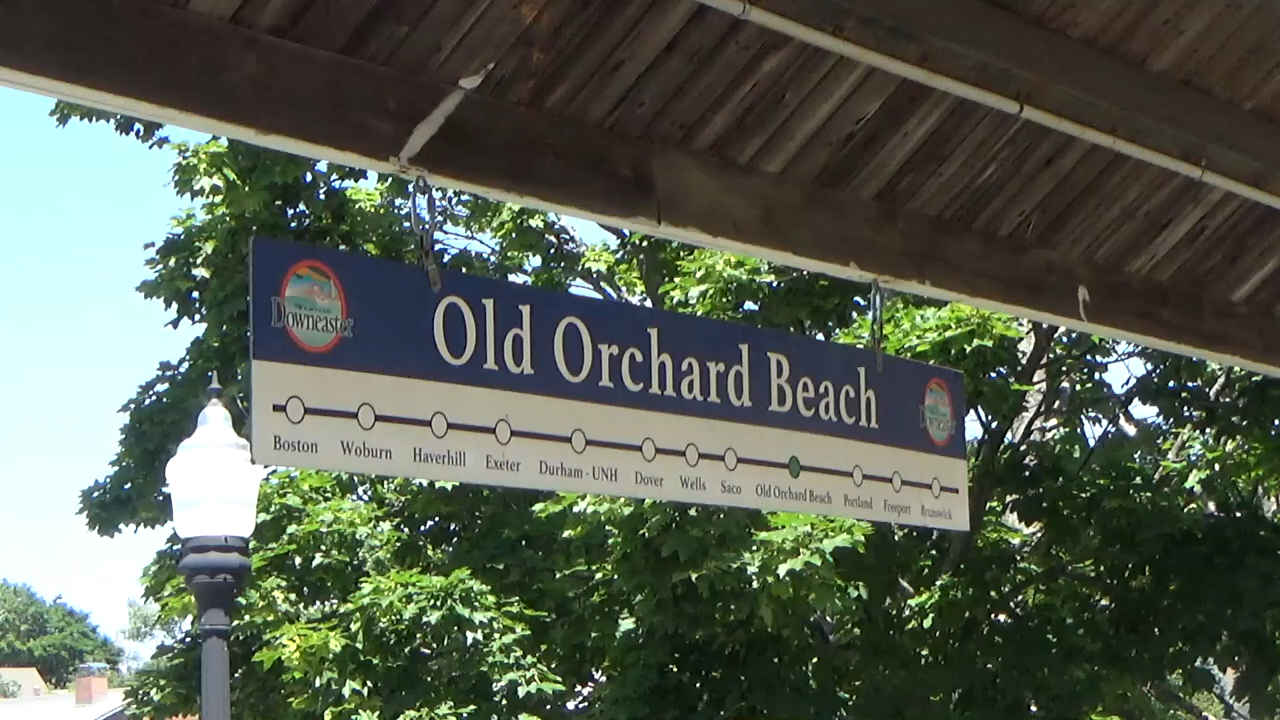 Downeaster
Old Orchard Beach
Downeaster
Boston Woburn Haverhill Exeter Durham - UNH Dover Wells Saco Old Orchard Beach Portland Freeport Brunswick